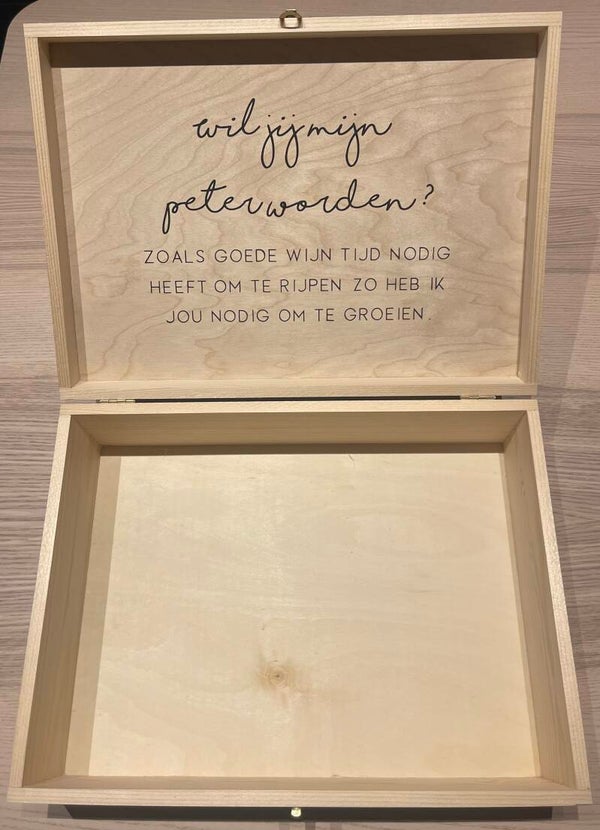 wil jij mijn
peter worden?
ZOALS GOEDE WIJN TIJD NODIG
HEEFT OM TE RIJPEN ZO HEB IK
JOU NODIG OM TE GROEIEN.